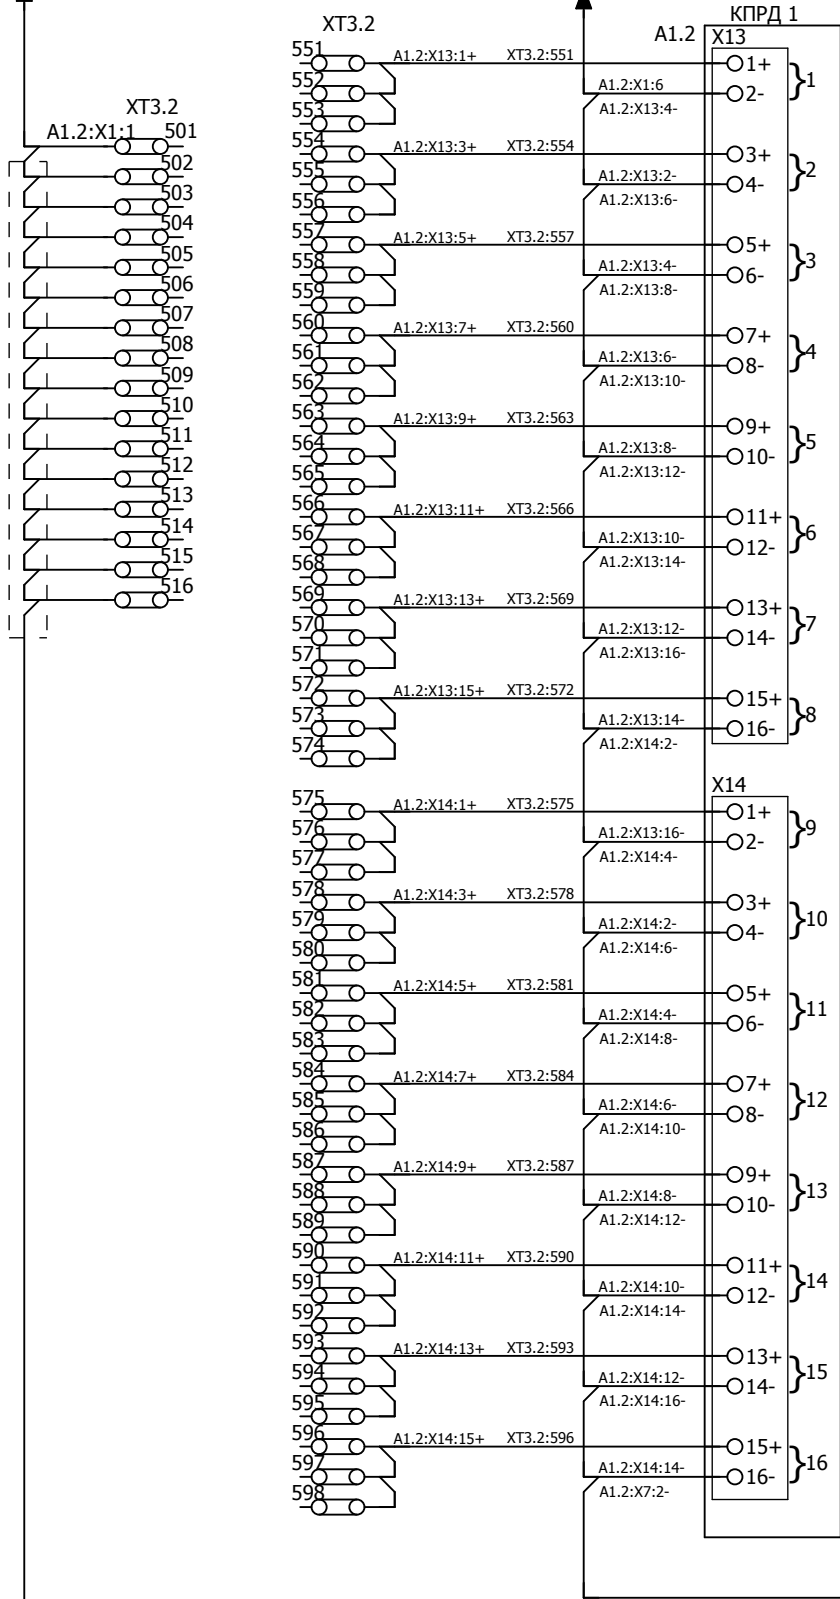 КПРД 1
XT3.2
A1.2 X13
551 A1.2:X13:1+ XT3.2:551 1+
552 A1.2:X1:6 2- 1
553 A1.2:X13:4-
554 A1.2:X13:3+ XT3.2:554 3+
555 A1.2:X13:2- 4- 2
556 A1.2:X13:6-
557 A1.2:X13:5+ XT3.2:557 5+
558 A1.2:X13:4- 6- 3
559 A1.2:X13:8-
560 A1.2:X13:7+ XT3.2:560 7+
561 A1.2:X13:6- 8- 4
562 A1.2:X13:10-
563 A1.2:X13:9+ XT3.2:563 9+
564 A1.2:X13:8- 10- 5
565 A1.2:X13:12-
566 A1.2:X13:11+ XT3.2:566 11+
567 A1.2:X13:10- 12- 6
568 A1.2:X13:14-
569 A1.2:X13:13+ XT3.2:569 13+
570 A1.2:X13:12- 14- 7
571 A1.2:X13:16-
572 A1.2:X13:15+ XT3.2:572 15+
573 A1.2:X13:14- 16- 8
574 A1.2:X14:2-
XT3.2
A1.2:X1:1 501
502
503
504
505
506
507
508
509
510
511
512
513
514
515
516
X14
575 A1.2:X14:1+ XT3.2:575 1+
576 A1.2:X13:16- 2- 9
577 A1.2:X14:4-
578 A1.2:X14:3+ XT3.2:578 3+
579 A1.2:X14:2- 4- 10
580 A1.2:X14:6-
581 A1.2:X14:5+ XT3.2:581 5+
582 A1.2:X14:4- 6- 11
583 A1.2:X14:8-
584 A1.2:X14:7+ XT3.2:584 7+
585 A1.2:X14:6- 8- 12
586 A1.2:X14:10-
587 A1.2:X14:9+ XT3.2:587 9+
588 A1.2:X14:8- 10- 13
589 A1.2:X14:12-
590 A1.2:X14:11+ XT3.2:590 11+
591 A1.2:X14:10- 12- 14
592 A1.2:X14:14-
593 A1.2:X14:13+ XT3.2:593 13+
594 A1.2:X14:12- 14- 15
595 A1.2:X14:16-
596 A1.2:X14:15+ XT3.2:596 15+
597 A1.2:X14:14- 16- 16
598 A1.2:X7:2-